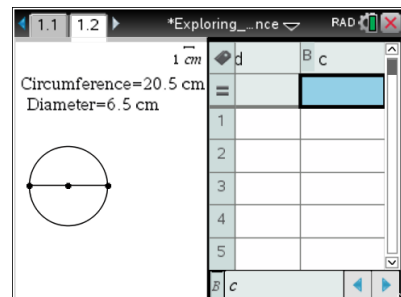 1.1 1.2 *Exploring_...nce RAD
1 cm
Circumference=20.5 cm
Diameter=6.5 cm
d B c
=
1
2
3
4
5
B c